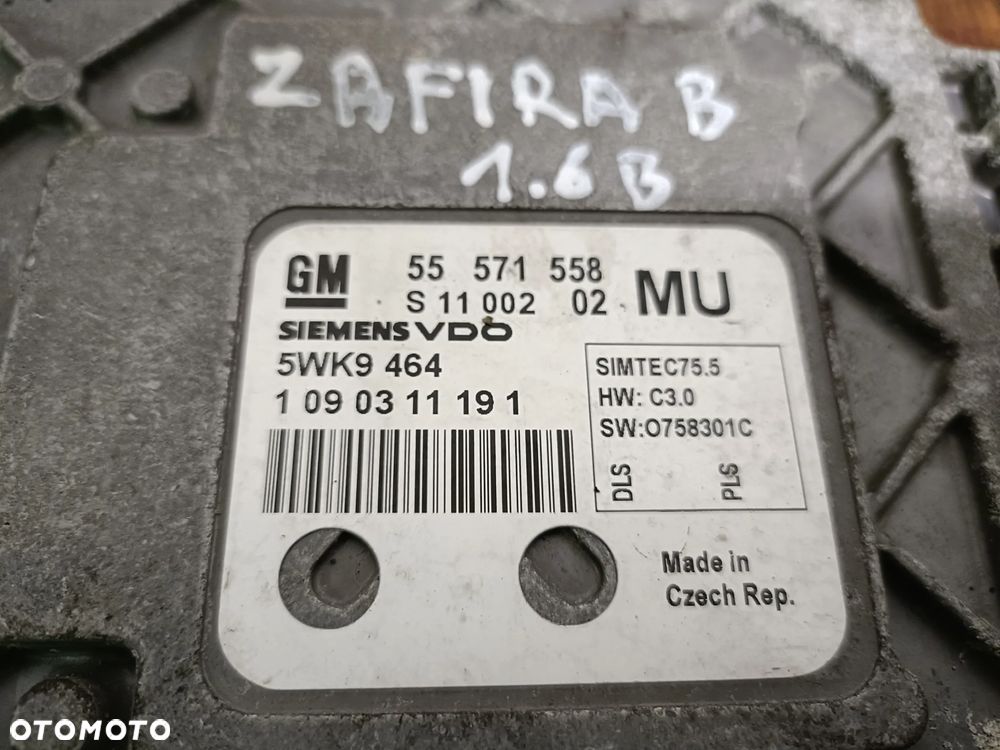 ZAFIRA B
1.6 B
GM 55 571 558 MU
S 11 002 02
SIEMENS VDO
5WK9 464
1 09 03 11 19 1
SIMTEC75.5
HW: C3.0
SW:O758301C
DLS PLS
Made in
Czech Rep.
OTOMOTO